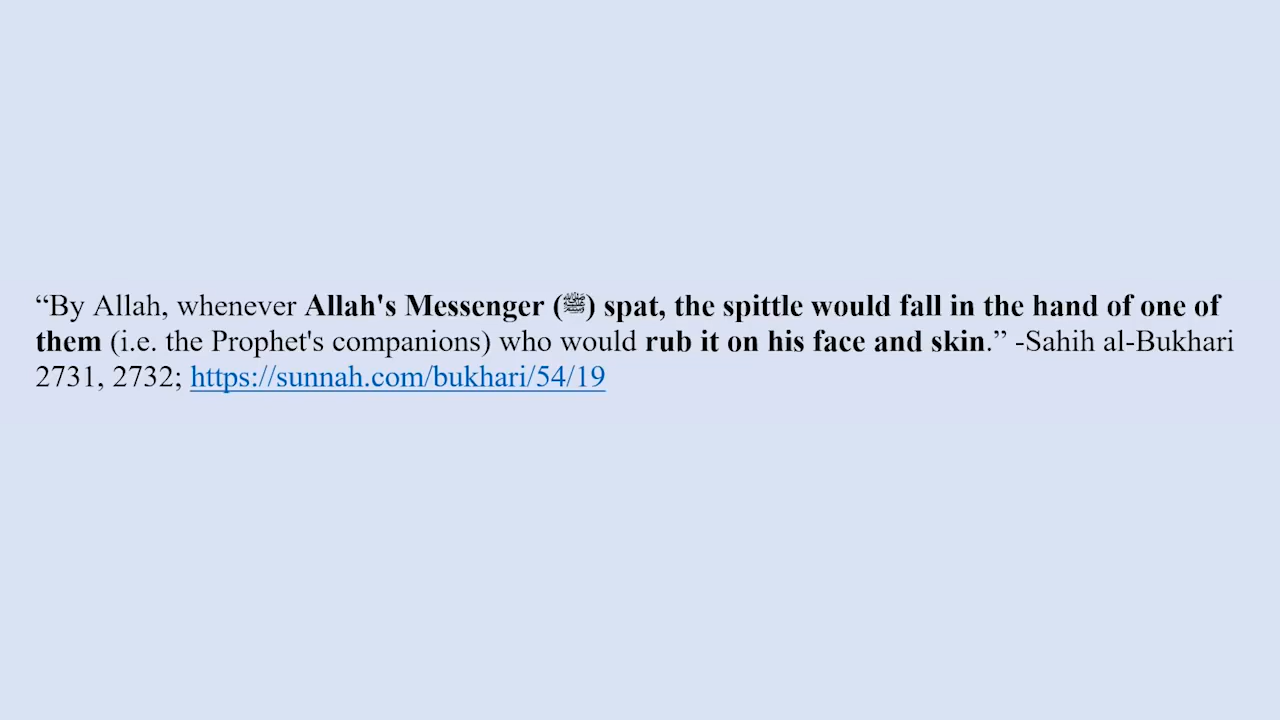 “By Allah, whenever Allah's Messenger (ﷺ) spat, the spittle would fall in the hand of one of
them (i.e. the Prophet's companions) who would rub it on his face and skin.” -Sahih al-Bukhari
2731, 2732; https://sunnah.com/bukhari/54/19